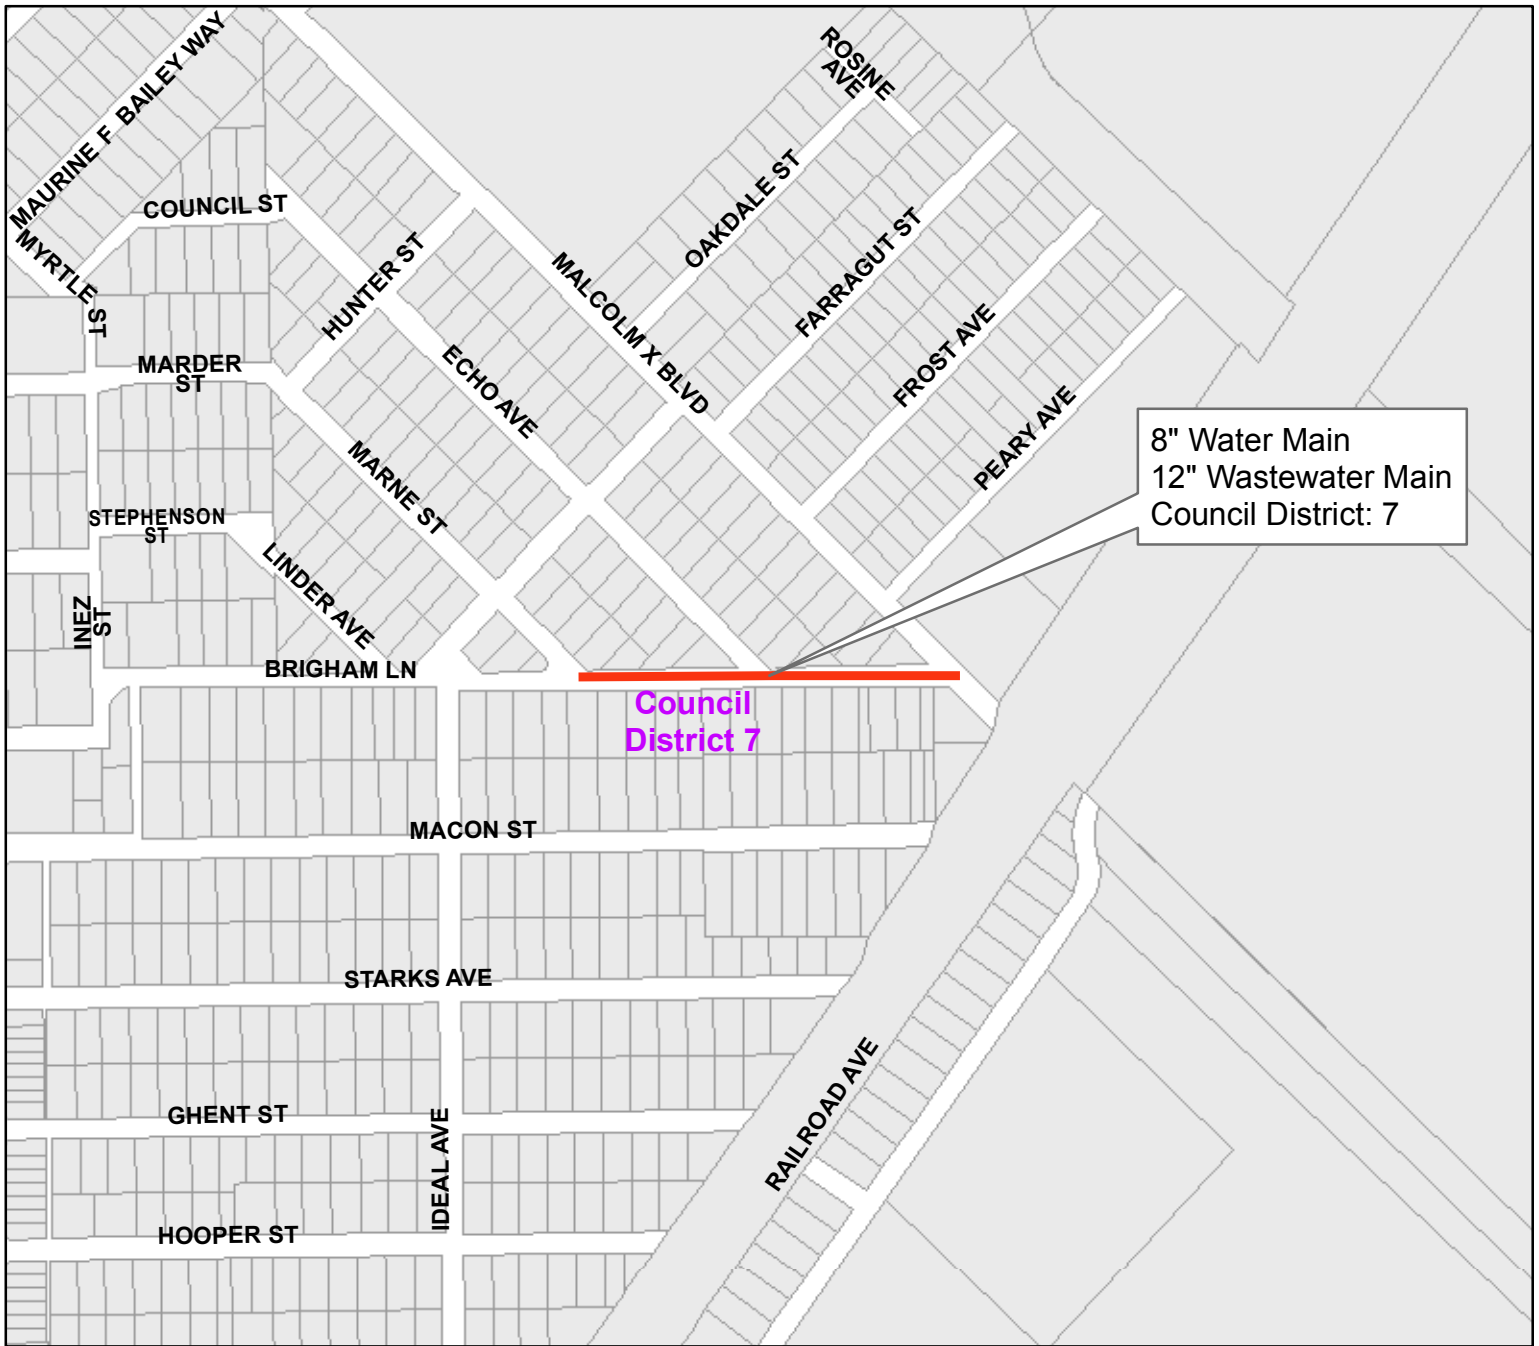 MAURINE F BAILEY WAY
ROSINE
AVE
COUNCIL ST
OAKDALE ST
MYRTLE
ST
HUNTER ST
MALCOLM X BLVD
FARRAGUT ST
MARDER
ST
ECHO AVE
FROST AVE
PEARY AVE
8" Water Main
12" Wastewater Main
Council District: 7
MARNE ST
STEPHENSON
ST
LINDER AVE
INEZ
ST
BRIGHAM LN
Council
District 7
MACON ST
STARKS AVE
RAILROAD AVE
GHENT ST
IDEAL AVE
HOOPER ST